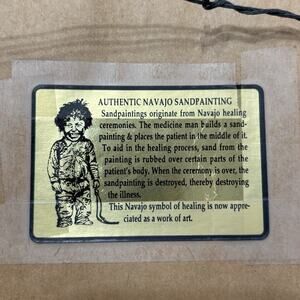 AUTHENTIC NAVAJO SANDPAINTING
Sandpaintings originate from Navajo healing
ceremonies. The medicine man builds a sand-
painting & places the patient in the middle of it.
To aid in the healing process, sand from the
painting is rubbed over certain parts of the
patient's body. When the ceremony is over, the
sandpainting is destroyed, thereby destroying
the illness.
This Navajo symbol of healing is now appre-
ciated as a work of art.